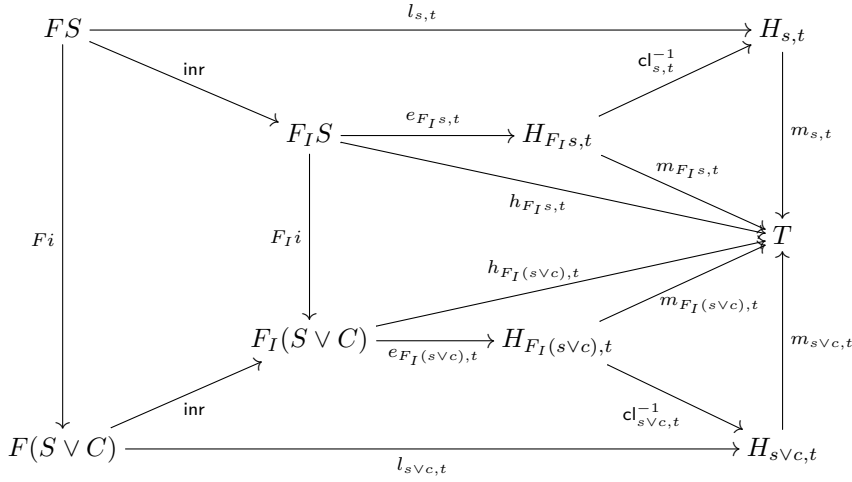 l_{s,t}
FS H_{s,t}
inr cl^{-1}_{s,t}
F_I S e_{F_I s,t} H_{F_I s,t} m_{s,t}
m_{F_I s,t}
h_{F_I s,t}
Fi F_I i T
h_{F_I(s∨c),t}
m_{F_I(s∨c),t}
F_I(S ∨ C) e_{F_I(s∨c),t} H_{F_I(s∨c),t} m_{s∨c,t}
inr cl^{-1}_{s∨c,t}
F(S ∨ C) H_{s∨c,t}
l_{s∨c,t}